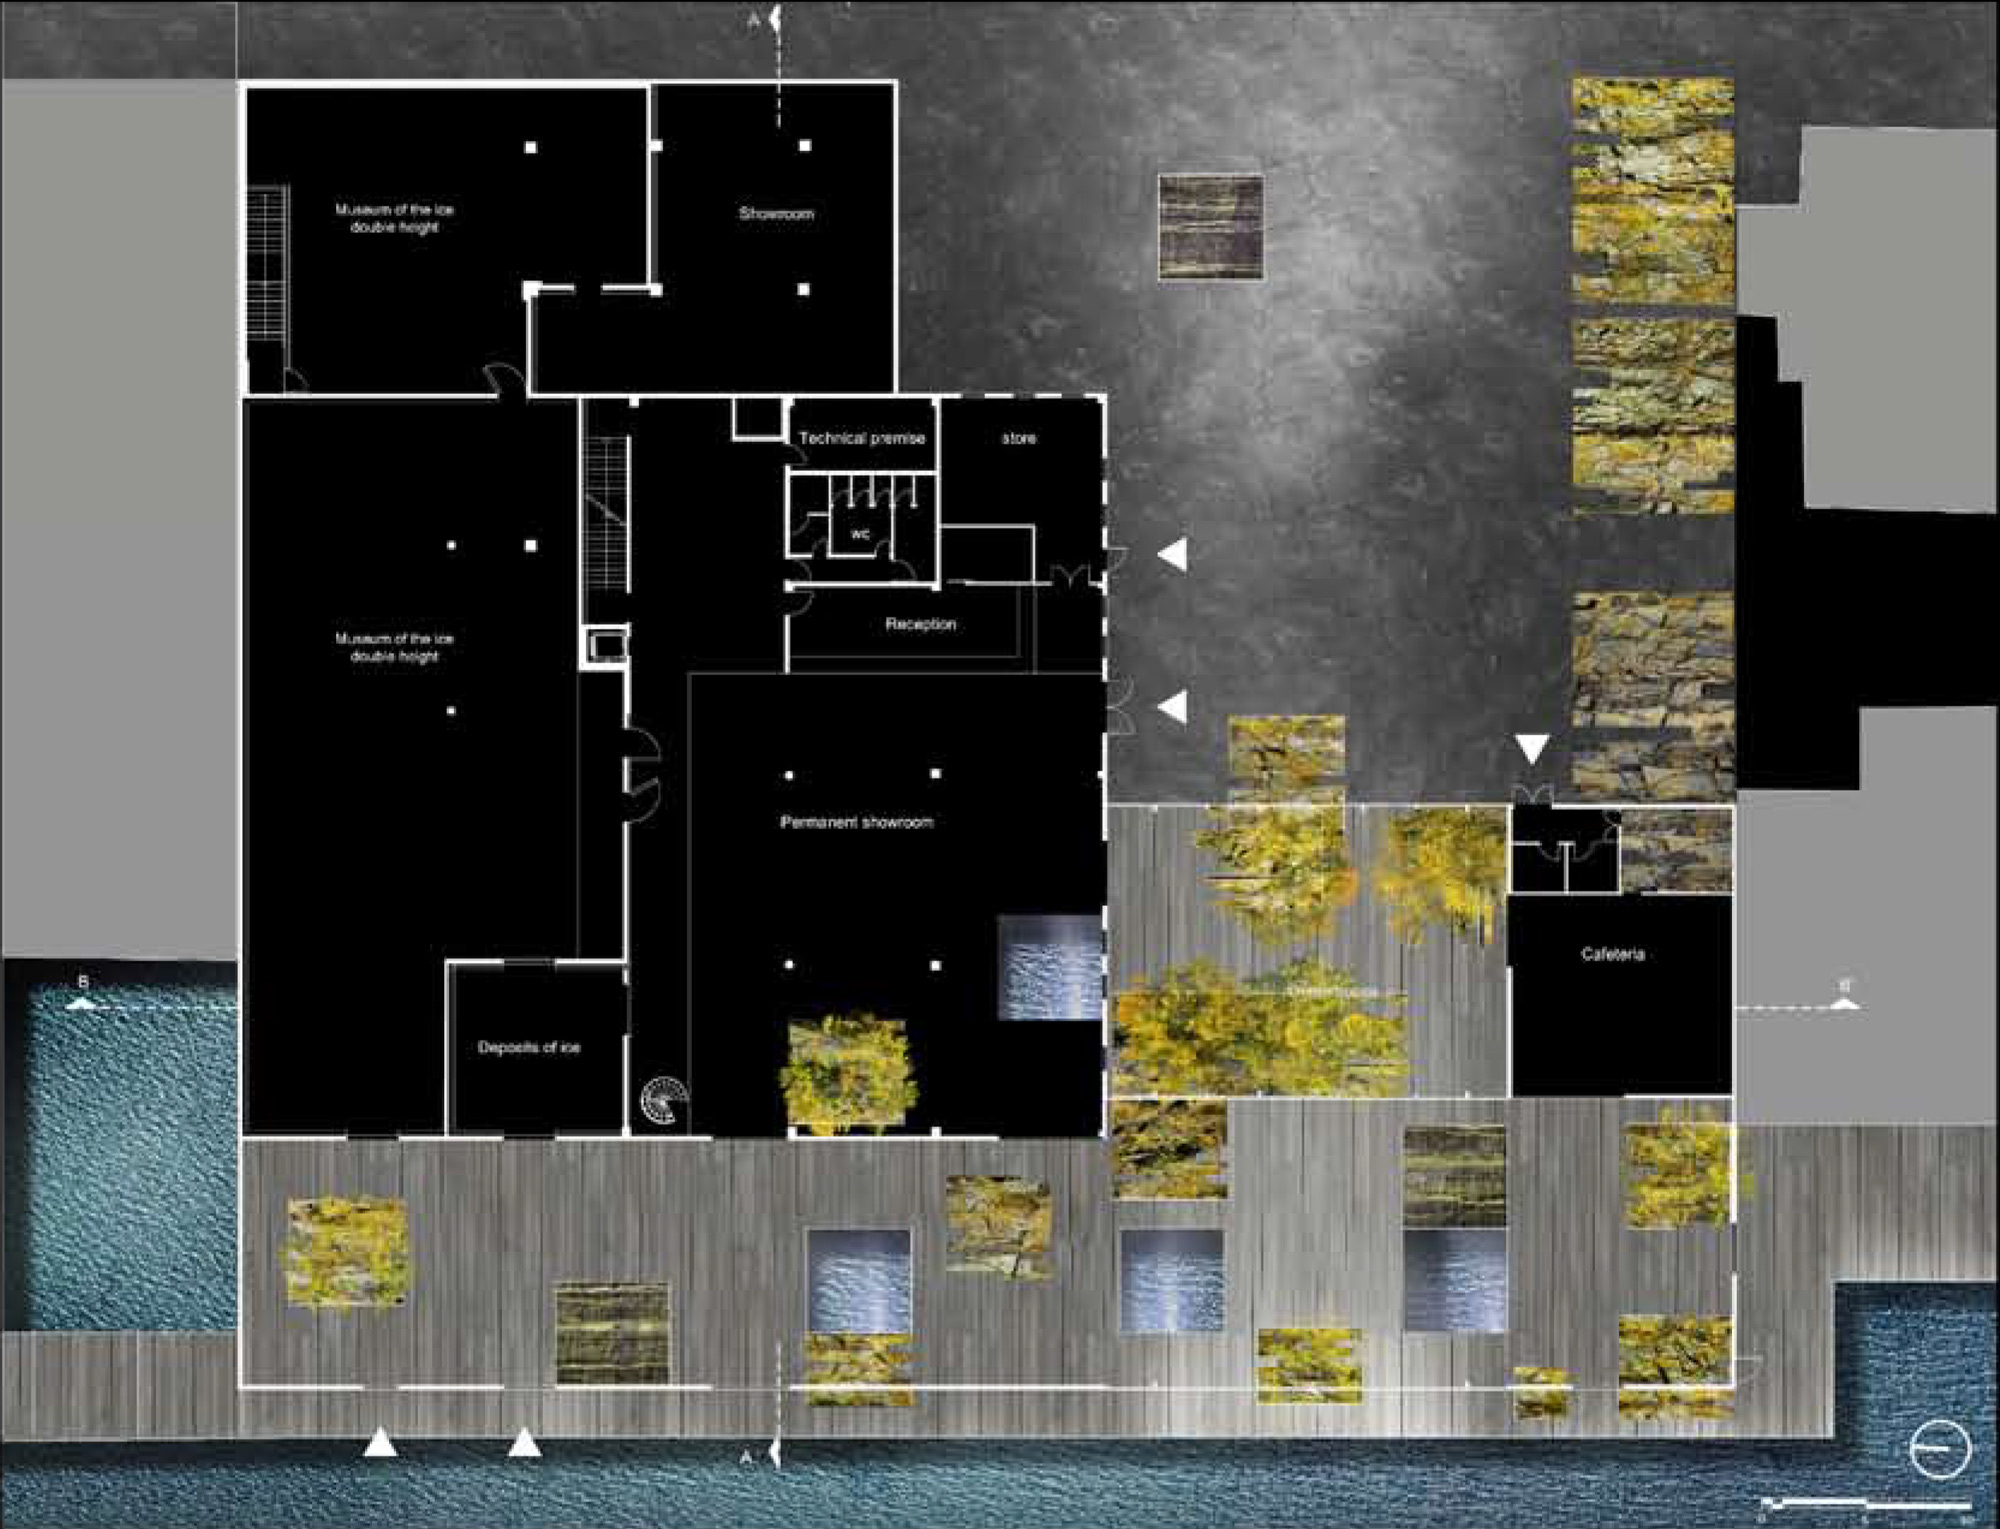 A
Museum of the ice
double height
Showroom
Technical premise
store
wc
Reception
Museum of the ice
double height
Permanent showroom
Cafeteria
B
Deposits of ice
A
0